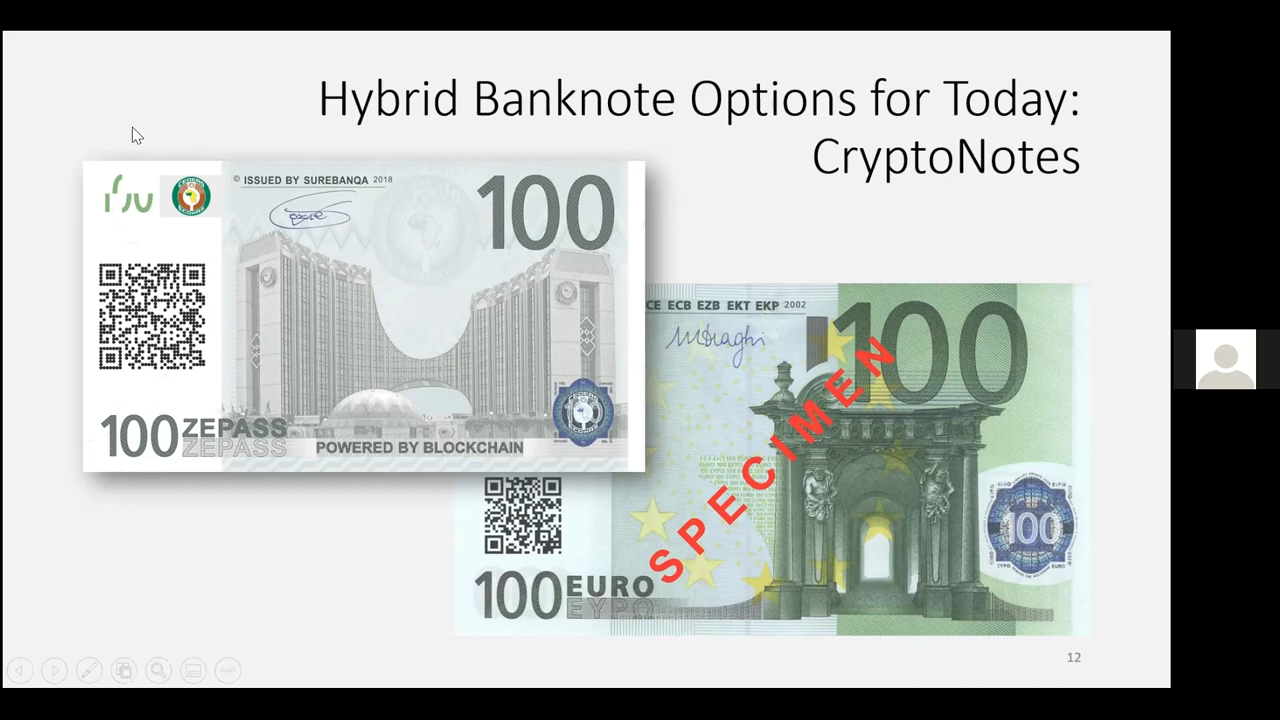 Hybrid Banknote Options for Today:
CryptoNotes
© ISSUED BY SUREBANQA 2018
100
100 ZEPASS
ZEPASS
POWERED BY BLOCKCHAIN
CE ECB EZB EKT EKP 2002
100
SPECIMEN
100
100 EURO
EYPΩ
12